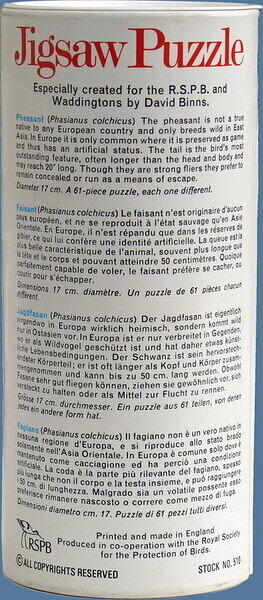 Jigsaw Puzzle
Especially created for the R.S.P.B. and
Waddingtons by David Binns.
Pheasant (Phasianus colchicus) The pheasant is not a true
native to any European country and only breeds wild in East
Asia. In Europe it is only common where it is preserved as game
and thus has an artificial status. The tail is the bird's most
outstanding feature, often longer than the head and body and
may reach 20" long. Though they are strong fliers they prefer to
remain concealed or run as a means of escape.
Diameter 17 cm. A 61-piece puzzle, each one different.
Faisant (Phasianus colchicus) Le faisant n'est originaire d'aucun
pays européen, et ne se reproduit à l'état sauvage qu'en Asie
Orientale. En Europe, il n'est répandu que dans les réserves de
gibier, ce qui lui confère une identité artificielle. La queue est la
plus belle caractéristique de l'animal, souvent plus longue que
la tête et le corps et pouvant atteindre 50 centimètres. Quoique
parfaitement capable de voler, le faisant préfère se cacher, ou
courir pour s'échapper.
Dimensions 17 cm. diamètre. Un puzzle de 61 pièces chacun
différent.
Jagdfasan (Phasianus colchicus) Der Jagdfasan ist eigentlich
nirgendwo in Europa wirklich heimisch, sondern kommt wild
nur in Ostasien vor. In Europa ist er nur verbreitet in Gegenden,
wo er als Wildvogel geschützt ist und hat daher etwas künst-
liche Lebensbedingungen. Der Schwanz ist sein hervorstech-
endster Körperteil; er ist oft länger als Kopf und Körper zusam-
mengenommen und kann bis zu 50 cm. lang werden. Obwohl
Fasane sehr gut fliegen können, ziehen sie gewöhnlich vor, sich
versteckt zu halten oder als Mittel zur Flucht zu rennen.
Grösse 17 cm. durchmesser. Ein puzzle aus 61 teilen, von denen
jedes ein andere form hat.
Fagiano (Phasianus colchicus) Il fagiano non è un vero nativo in
nessuna regione d'Europa, e si riproduce allo stato brado
solamente nell'Asia Orientale. In Europa è comune solo dove è
mantenuto come cacciagione ed ha perciò una condizione
artificiale. La coda è la parte più rilevante del fagiano, spesso
più lunga che non il corpo e la testa insieme, e può raggiungere
i 50 cm. di lunghezza. Malgrado sia un volatile possente esso
preferisce rimanere nascosto o correre come mezzo di fuga.
Dimensioni diametro cm. 17. Puzzle di 61 pezzi tutti diversi.
RSPB
Printed and made in England
Produced in co-operation with the Royal Society
for the Protection of Birds.
© ALL COPYRIGHTS RESERVED
STOCK NO. 510